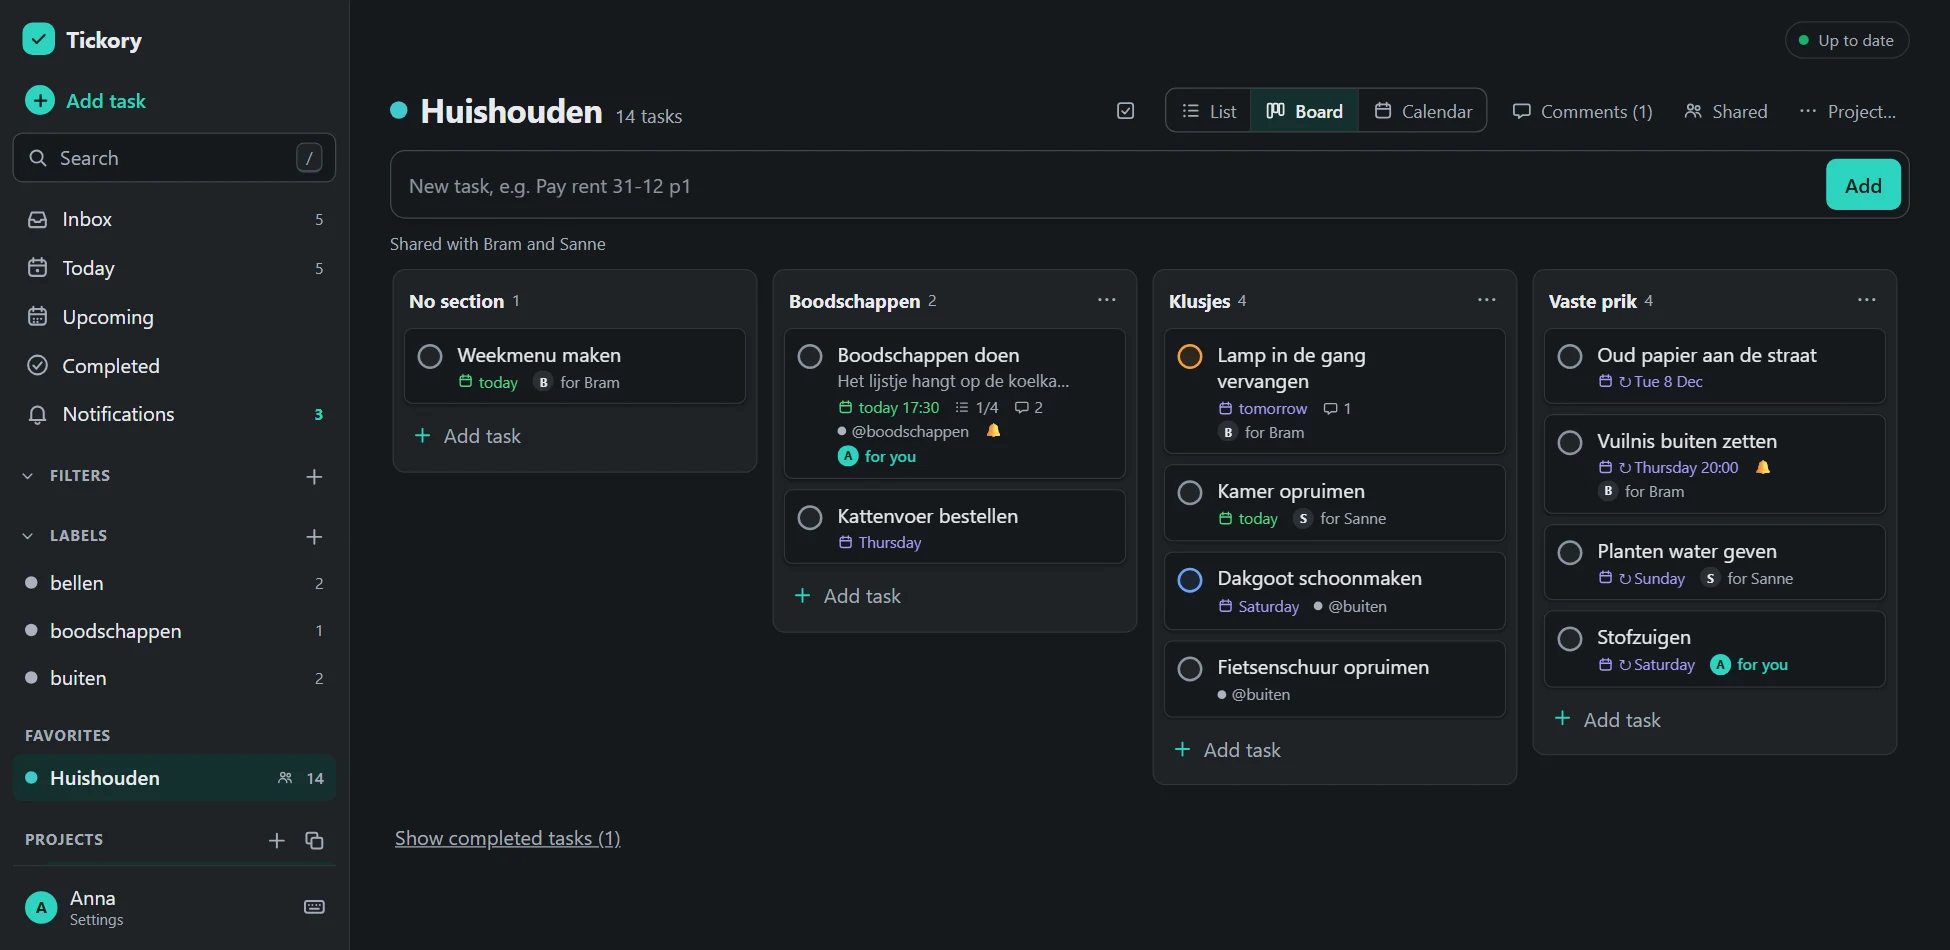 Tickory
Add task
Search /
Inbox 5
Today 5
Upcoming
Completed
Notifications 3
FILTERS
LABELS
bellen 2
boodschappen 1
buiten 2
FAVORITES
Huishouden 14
PROJECTS
A Anna
Settings
Up to date
Huishouden 14 tasks
List Board Calendar Comments (1) Shared Project...
New task, e.g. Pay rent 31-12 p1 Add
Shared with Bram and Sanne
No section 1
Weekmenu maken
today B for Bram
Add task
Boodschappen 2
Boodschappen doen
Het lijstje hangt op de koelka...
today 17:30 1/4 2
@boodschappen
A for you
Kattenvoer bestellen
Thursday
Add task
Klusjes 4
Lamp in de gang
vervangen
tomorrow 1
B for Bram
Kamer opruimen
today S for Sanne
Dakgoot schoonmaken
Saturday @buiten
Fietsenschuur opruimen
@buiten
Add task
Vaste prik 4
Oud papier aan de straat
Tue 8 Dec
Vuilnis buiten zetten
Thursday 20:00
B for Bram
Planten water geven
Sunday S for Sanne
Stofzuigen
Saturday A for you
Add task
Show completed tasks (1)